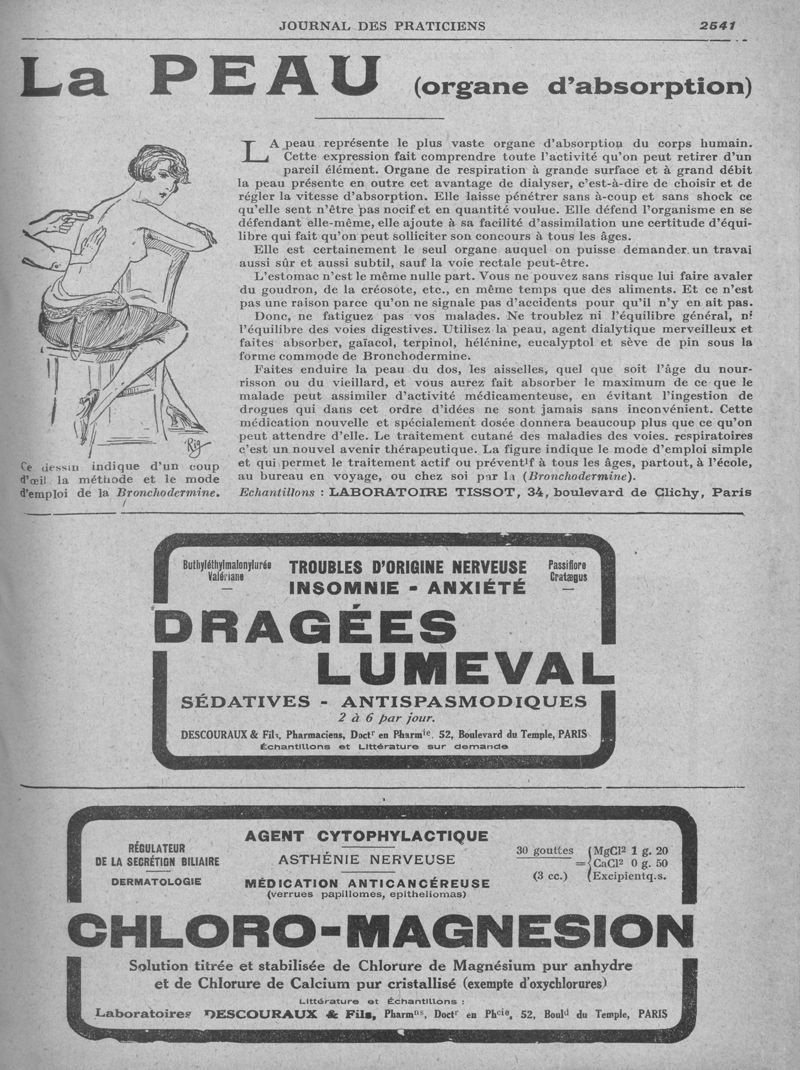 JOURNAL DES PRATICIENS 2541
La PEAU (organe d'absorption)
LA peau représente le plus vaste organe d'absorption du corps humain.
Cette expression fait comprendre toute l'activité qu'on peut retirer d'un
pareil élément. Organe de respiration à grande surface et à grand débit
la peau présente en outre cet avantage de dialyser, c'est-à-dire de choisir et de
régler la vitesse d'absorption. Elle laisse pénétrer sans à-coup et sans shock ce
qu'elle sent n'être pas nocif et en quantité voulue. Elle défend l'organisme en se
défendant elle-même, elle ajoute à sa facilité d'assimilation une certitude d'équi-
libre qui fait qu'on peut solliciter son concours à tous les âges.
Elle est certainement le seul organe auquel on puisse demander un travai
aussi sûr et aussi subtil, sauf la voie rectale peut-être.
L'estomac n'est le même nulle part. Vous ne pouvez sans risque lui faire avaler
du goudron, de la créosote, etc., en même temps que des aliments. Et ce n'est
pas une raison parce qu'on ne signale pas d'accidents pour qu'il n'y en ait pas.
Donc, ne fatiguez pas vos malades. Ne troublez ni l'équilibre général, ni
l'équilibre des voies digestives. Utilisez la peau, agent dialytique merveilleux et
faites absorber, gaïacol, terpinol, hélénine, eucalyptol et sève de pin sous la
forme commode de Bronchodermine.
Faites enduire la peau du dos, les aisselles, quel que soit l'âge du nour-
risson ou du vieillard, et vous aurez fait absorber le maximum de ce que le
malade peut assimiler d'activité médicamenteuse, en évitant l'ingestion de
drogues qui dans cet ordre d'idées ne sont jamais sans inconvénient. Cette
médication nouvelle et spécialement dosée donnera beaucoup plus que ce qu'on
peut attendre d'elle. Le traitement cutané des maladies des voies. respiratoires
c'est un nouvel avenir thérapeutique. La figure indique le mode d'emploi simple
et qui permet le traitement actif ou préventif à tous les âges, partout, à l'école,
au bureau en voyage, ou chez soi par la (Bronchodermine).
Echantillons : LABORATOIRE TISSOT, 34, boulevard de Clichy, Paris
Rig
Ce dessin indique d'un coup
d'œil la méthode et le mode
d'emploi de la Bronchodermine.
Buthyléthylmalonylurée
Valériane
TROUBLES D'ORIGINE NERVEUSE
INSOMNIE - ANXIÉTÉ
Passiflore
Cratægus
DRAGÉES
LUMEVAL
SÉDATIVES - ANTISPASMODIQUES
2 à 6 par jour.
DESCOURAUX & Fils, Pharmaciens, Doctr en Pharmie. 52, Boulevard du Temple, PARIS
Échantillons et Littérature sur demande
RÉGULATEUR
DE LA SECRÉTION BILIAIRE
DERMATOLOGIE
AGENT CYTOPHYLACTIQUE
ASTHÉNIE NERVEUSE
MÉDICATION ANTICANCÉREUSE
(verrues papillomes, epitheliomas)
30 gouttes
(3 cc.)
=
MgCl2 1 g. 20
CaCl2 0 g. 50
Excipientq.s.
CHLORO-MAGNESION
Solution titrée et stabilisée de Chlorure de Magnésium pur anhydre
et de Chlorure de Calcium pur cristallisé (exempte d'oxychlorures)
Littérature et Échantillons :
Laboratoires DESCOURAUX & Fils, Pharmns, Doctr en Phcie, 52, Bould du Temple, PARIS